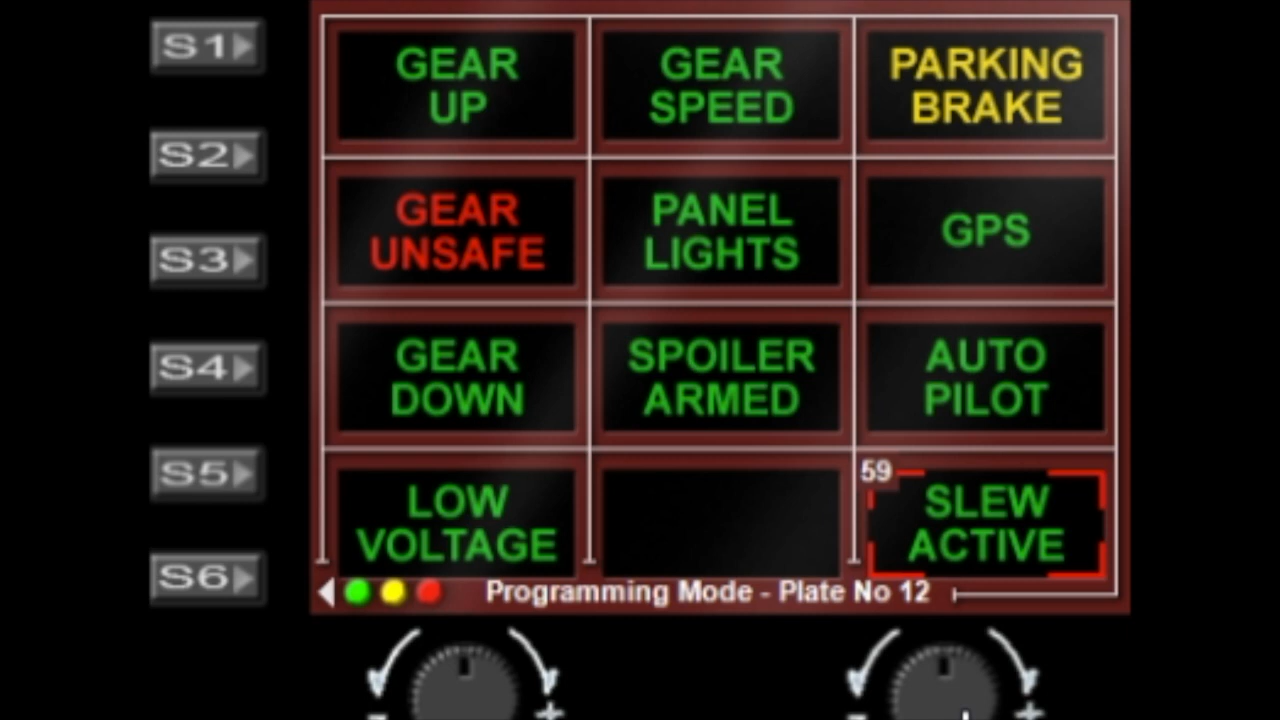 S1
S2
S3
S4
S5
S6
GEAR
UP
GEAR
SPEED
PARKING
BRAKE
GEAR
UNSAFE
PANEL
LIGHTS
GPS
GEAR
DOWN
SPOILER
ARMED
AUTO
PILOT
LOW
VOLTAGE
59
SLEW
ACTIVE
Programming Mode - Plate No 12
- +
- +